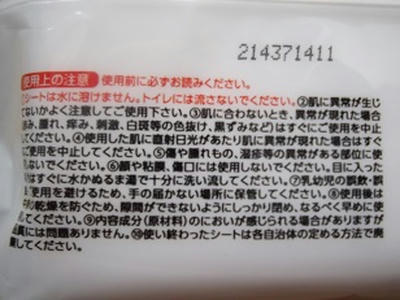 214371411
使用上の注意 使用前に必ずお読みください。
シートは水に溶けません。トイレには流さないでください。②肌に異常が生じ
てないかよく注意してご使用下さい。③肌に合わないとき、異常が現れた場合
赤み、腫れ、痒み、刺激、白斑等の色抜け、黒ずみなど)はすぐにご使用を中止
してください。④使用した肌に直射日光があたり肌に異常が現れた場合はすぐ
にご使用を中止してください。⑤傷や腫れもの、湿疹等の異常がある部位に使
しないでください。⑥顔や粘膜、傷口には使用しないでください。目に入った
はすぐに水かぬるま湯で十分に洗い流してください。⑦乳幼児の誤飲・誤
使用を避けるため、手の届かない場所に保管してください。⑧使用後は
の乾燥を防ぐため、隙間ができないようにしっかり閉め、なるべく早めに使
してください。⑨内容成分(原材料)のにおいが感じられる場合がありますが
質には問題ありません。⑩使い終わったシートは各自治体の定める方法で廃
してください。